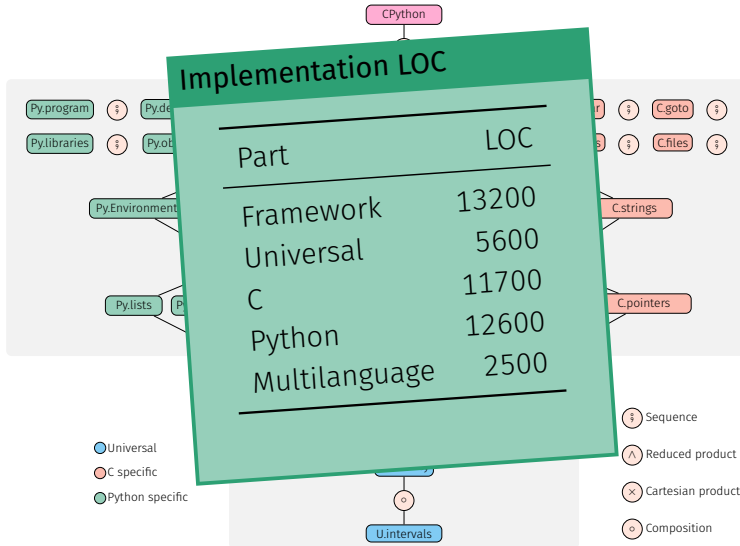 CPython
Implementation LOC
Py.program ; C.goto ;
Py.libraries ; C.files ;
Part LOC
Py.Environment C.strings
Framework 13200
Universal 5600
C 11700
Py.lists C.pointers
Python 12600
Multilanguage 2500
; Sequence
Universal
∧ Reduced product
C specific
× Cartesian product
Python specific
Composition
U.intervals